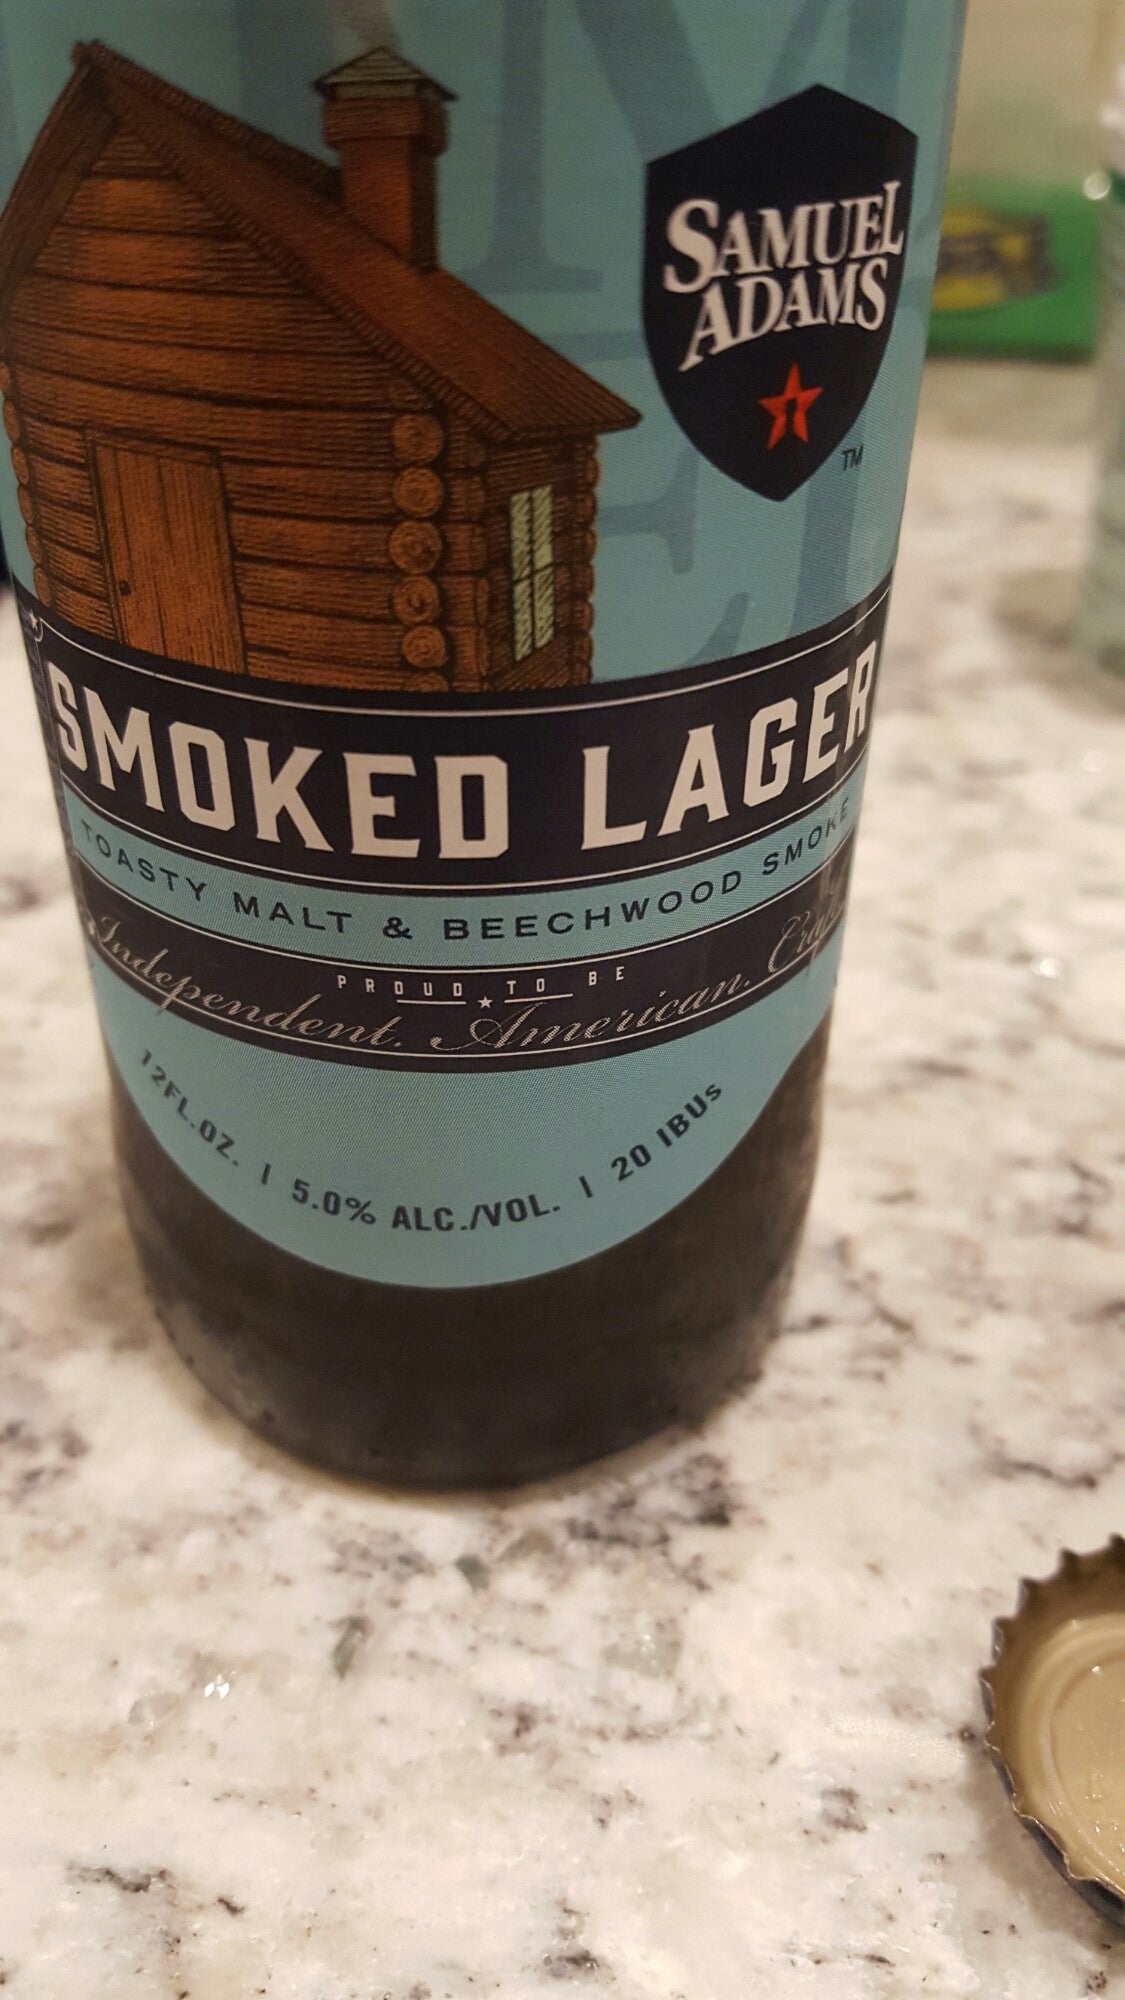 SAMUEL
ADAMS
TM
SMOKED LAGER
TOASTY MALT & BEECHWOOD SMOKE
PROUD TO BE
Independent. American.
12FL.OZ. | 5.0% ALC./VOL. | 20 IBUs